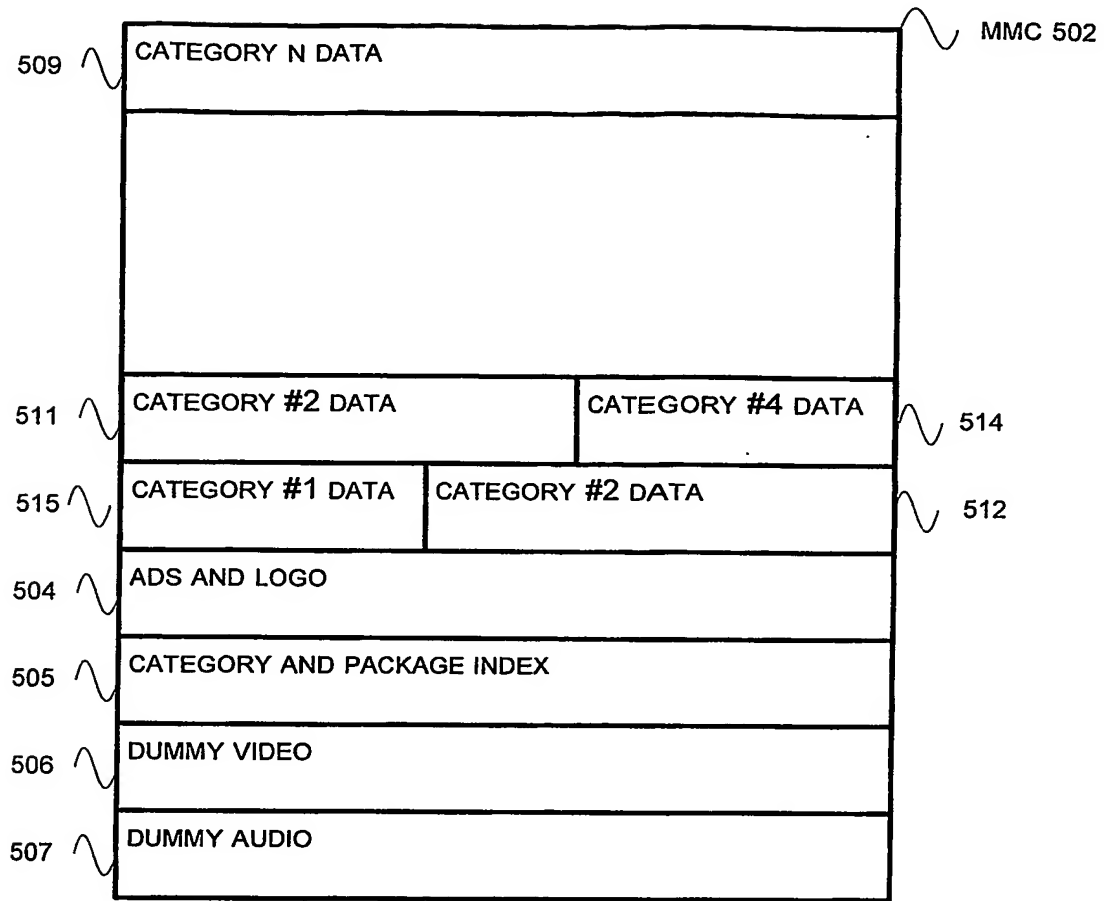 MMC 502
509 CATEGORY N DATA
511 CATEGORY #2 DATA CATEGORY #4 DATA 514
515 CATEGORY #1 DATA CATEGORY #2 DATA 512
504 ADS AND LOGO
505 CATEGORY AND PACKAGE INDEX
506 DUMMY VIDEO
507 DUMMY AUDIO